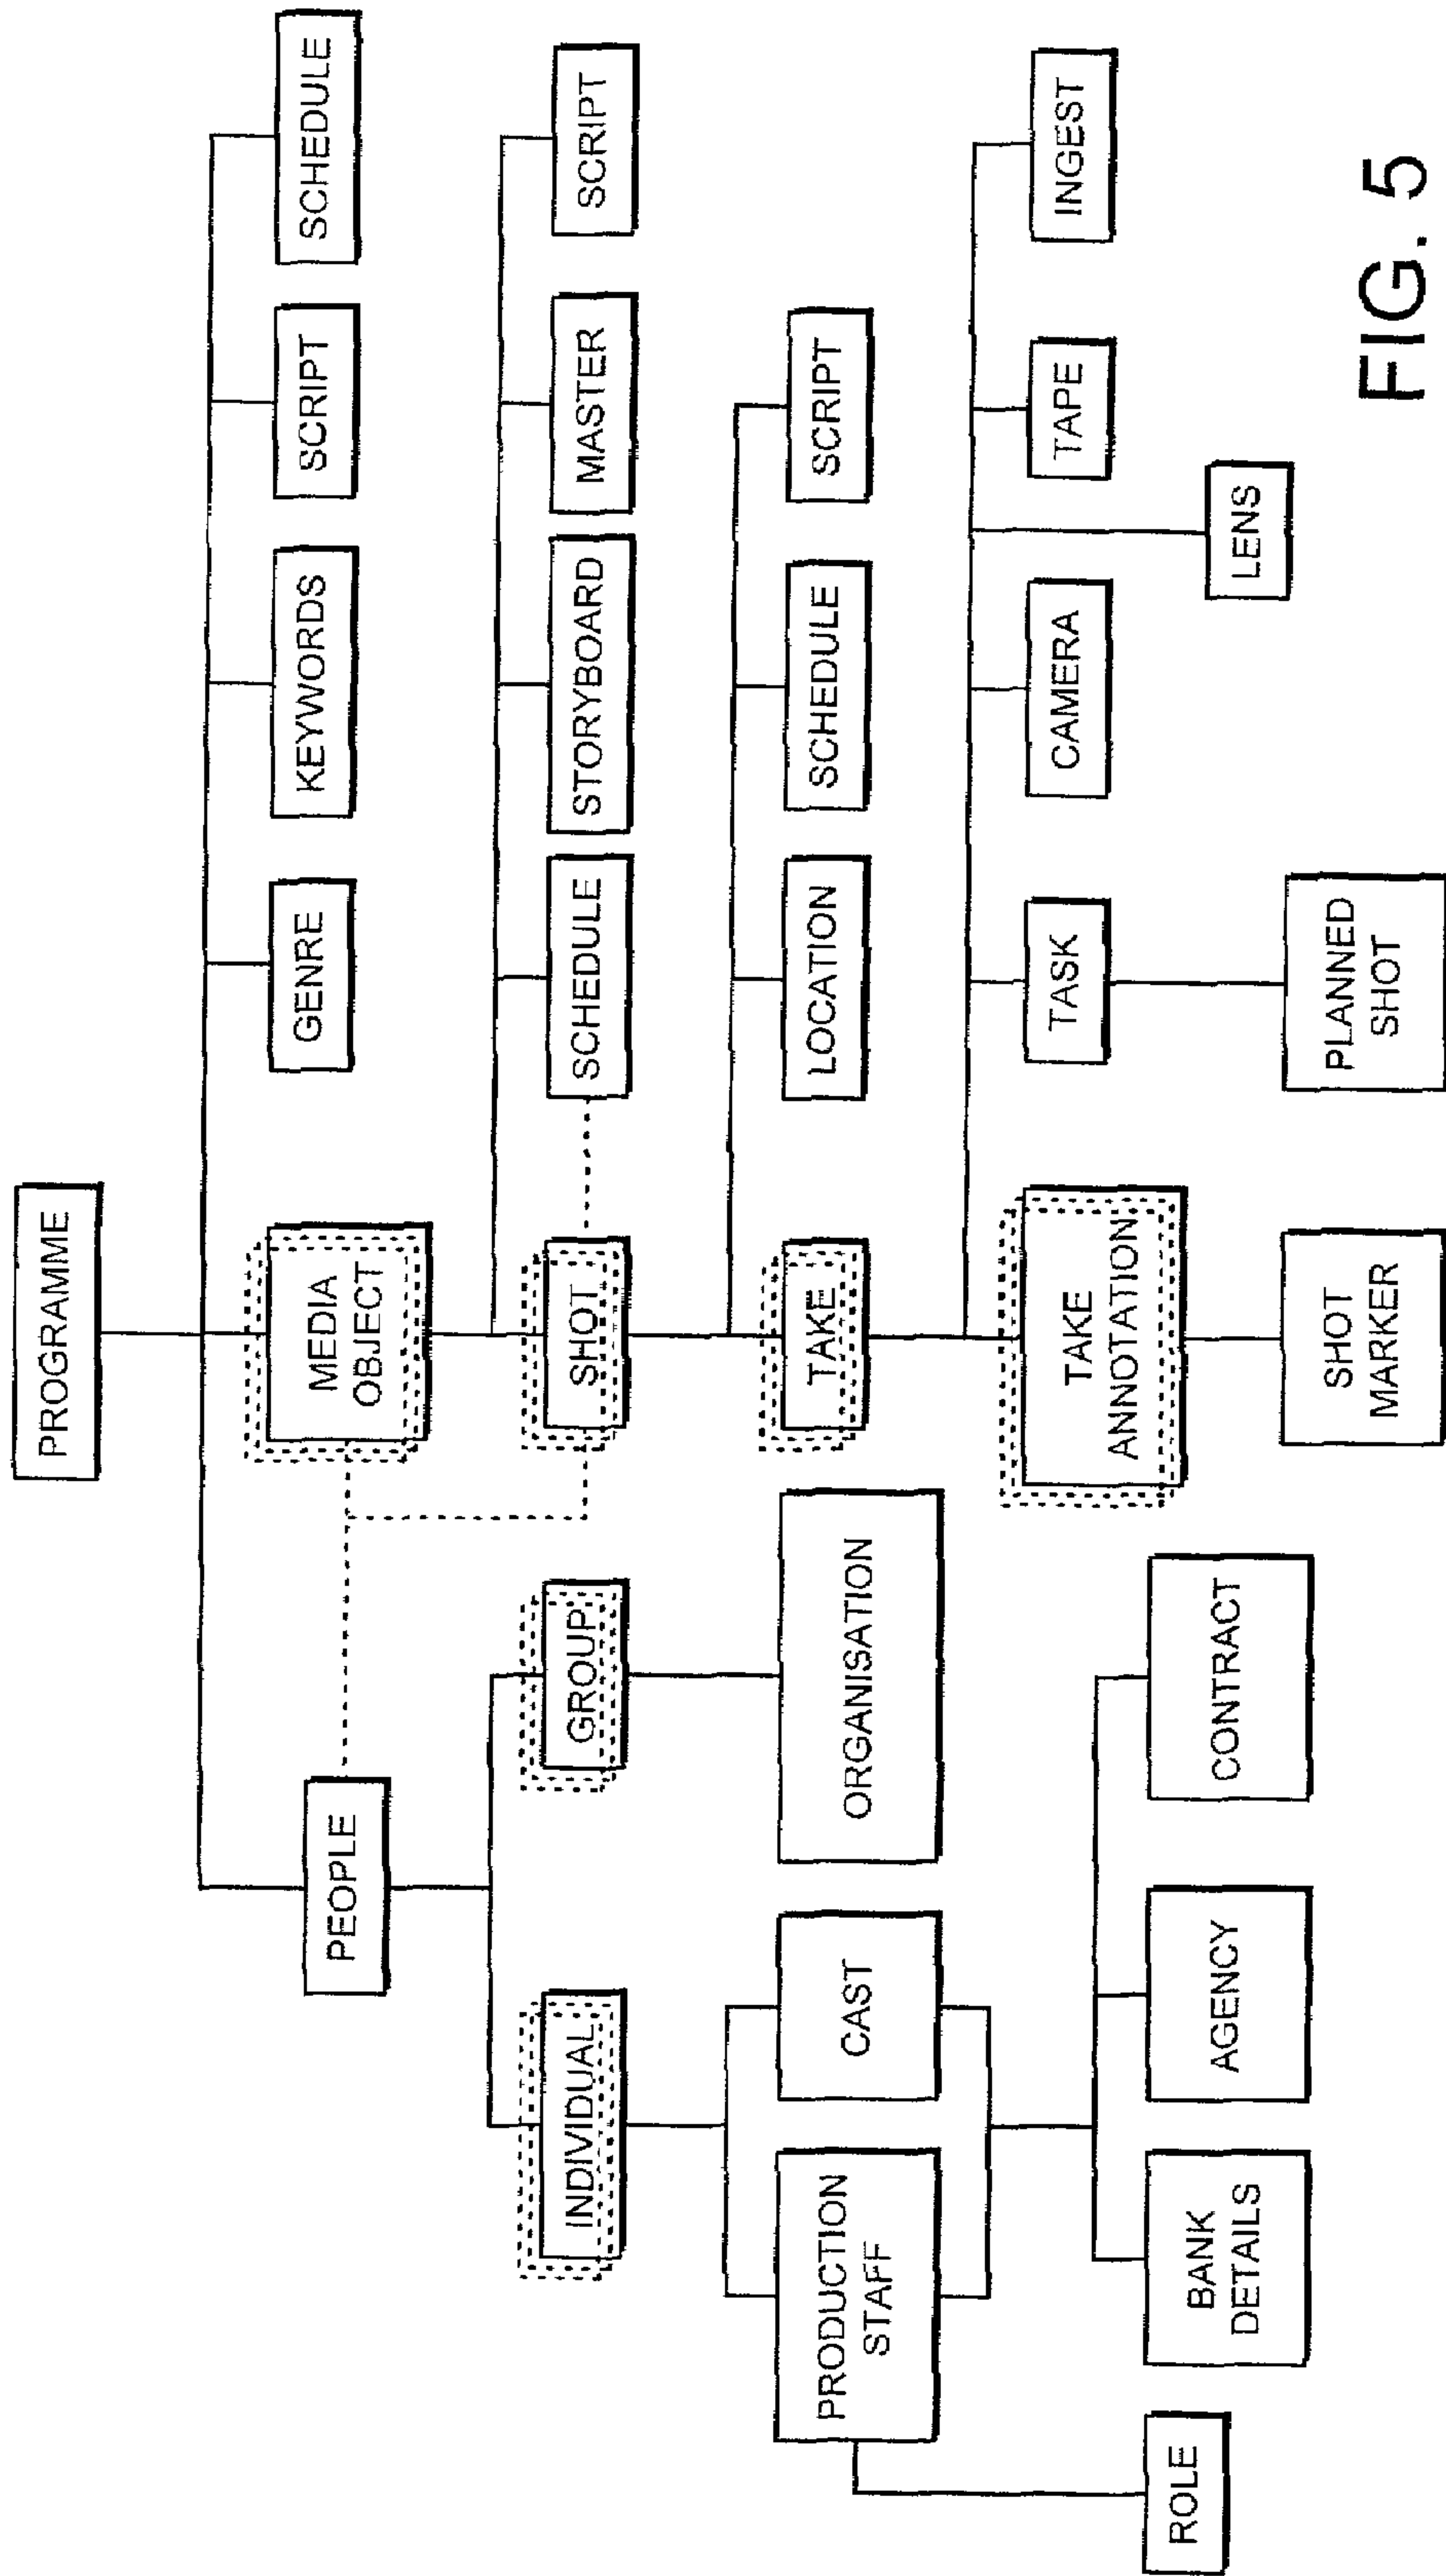 PROGRAMME
PEOPLE
MEDIA
OBJECT
GENRE
KEYWORDS
SCRIPT
SCHEDULE
INDIVIDUAL
GROUP
SHOT
SCHEDULE
STORYBOARD
MASTER
SCRIPT
PRODUCTION
STAFF
CAST
ORGANISATION
TAKE
LOCATION
SCHEDULE
SCRIPT
TAKE
ANNOTATION
TASK
CAMERA
TAPE
INGEST
ROLE
BANK
DETAILS
AGENCY
CONTRACT
LENS
SHOT
MARKER
PLANNED
SHOT
FIG. 5